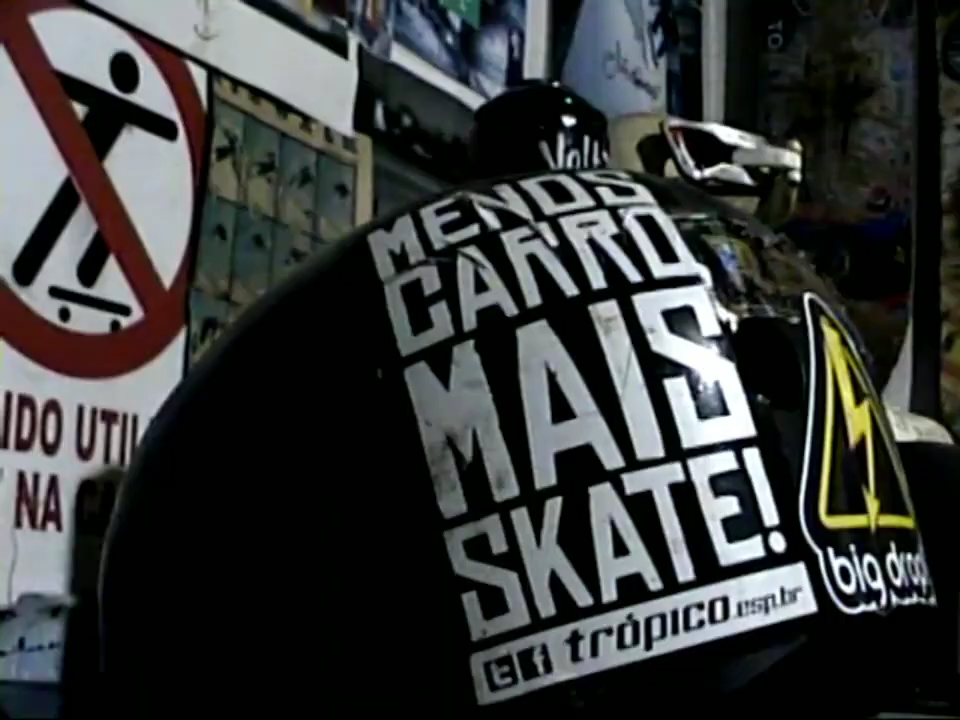 MENOS
CARRO,
MAIS
SKATE!
trópico.esp.br
big drop
IDO UTIL
NA